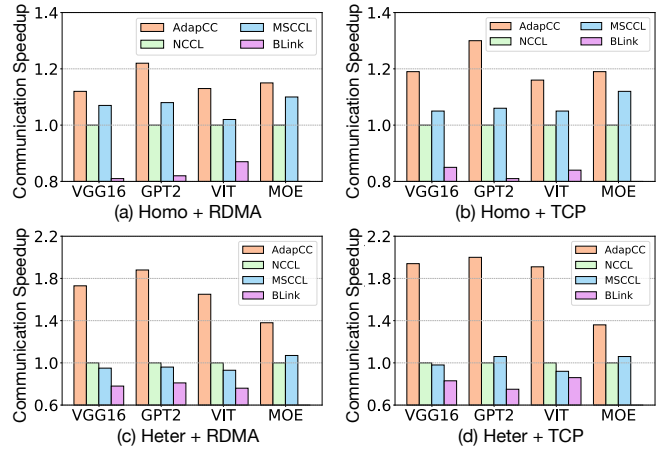 Communication Speedup
1.4
1.2
1.0
0.8
AdapCC
NCCL
MSCCL
BLink
VGG16 GPT2 VIT MOE
(a) Homo + RDMA
Communication Speedup
1.4
1.2
1.0
0.8
AdapCC
NCCL
MSCCL
BLink
VGG16 GPT2 VIT MOE
(b) Homo + TCP
Communication Speedup
2.2
1.8
1.4
1.0
0.6
AdapCC
NCCL
MSCCL
BLink
VGG16 GPT2 VIT MOE
(c) Heter + RDMA
Communication Speedup
2.2
1.8
1.4
1.0
0.6
AdapCC
NCCL
MSCCL
BLink
VGG16 GPT2 VIT MOE
(d) Heter + TCP